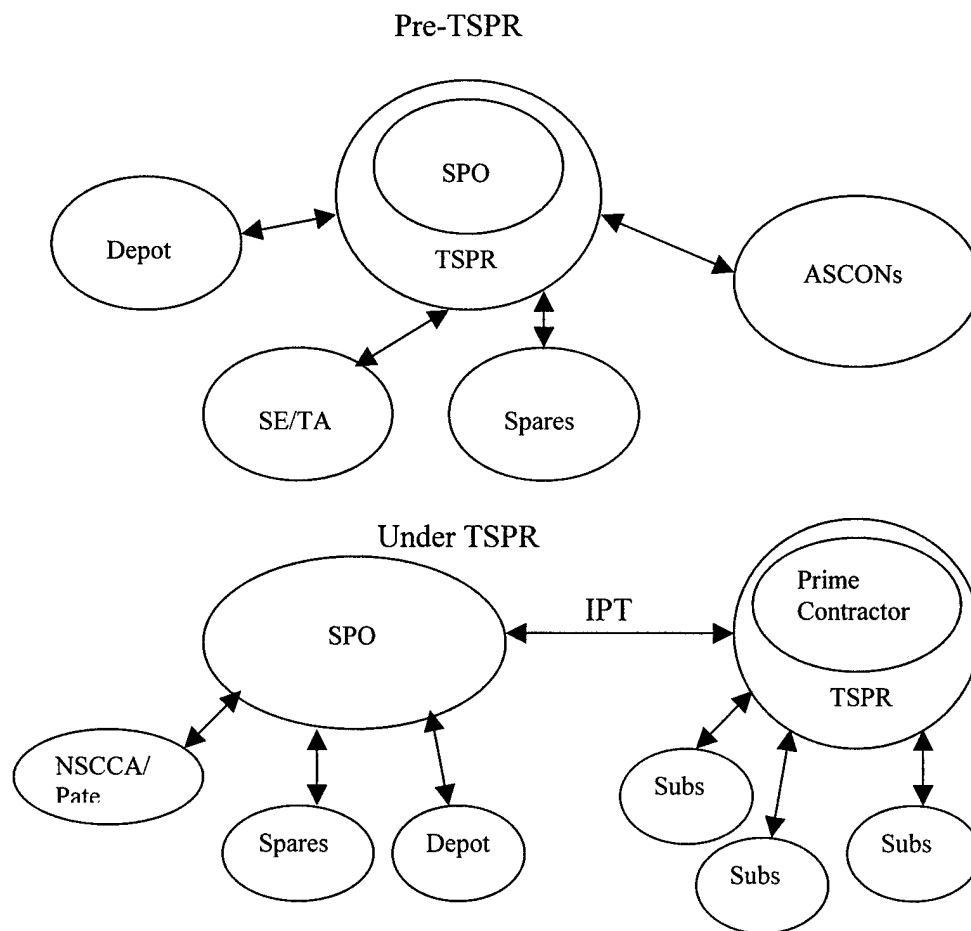 Pre-TSPR
SPO
Depot
TSPR
ASCONs
SE/TA
Spares
Under TSPR
Prime
IPT
Contractor
SPO
TSPR
NSCCA/
Pate
Subs
Spares
Depot
Subs
Subs